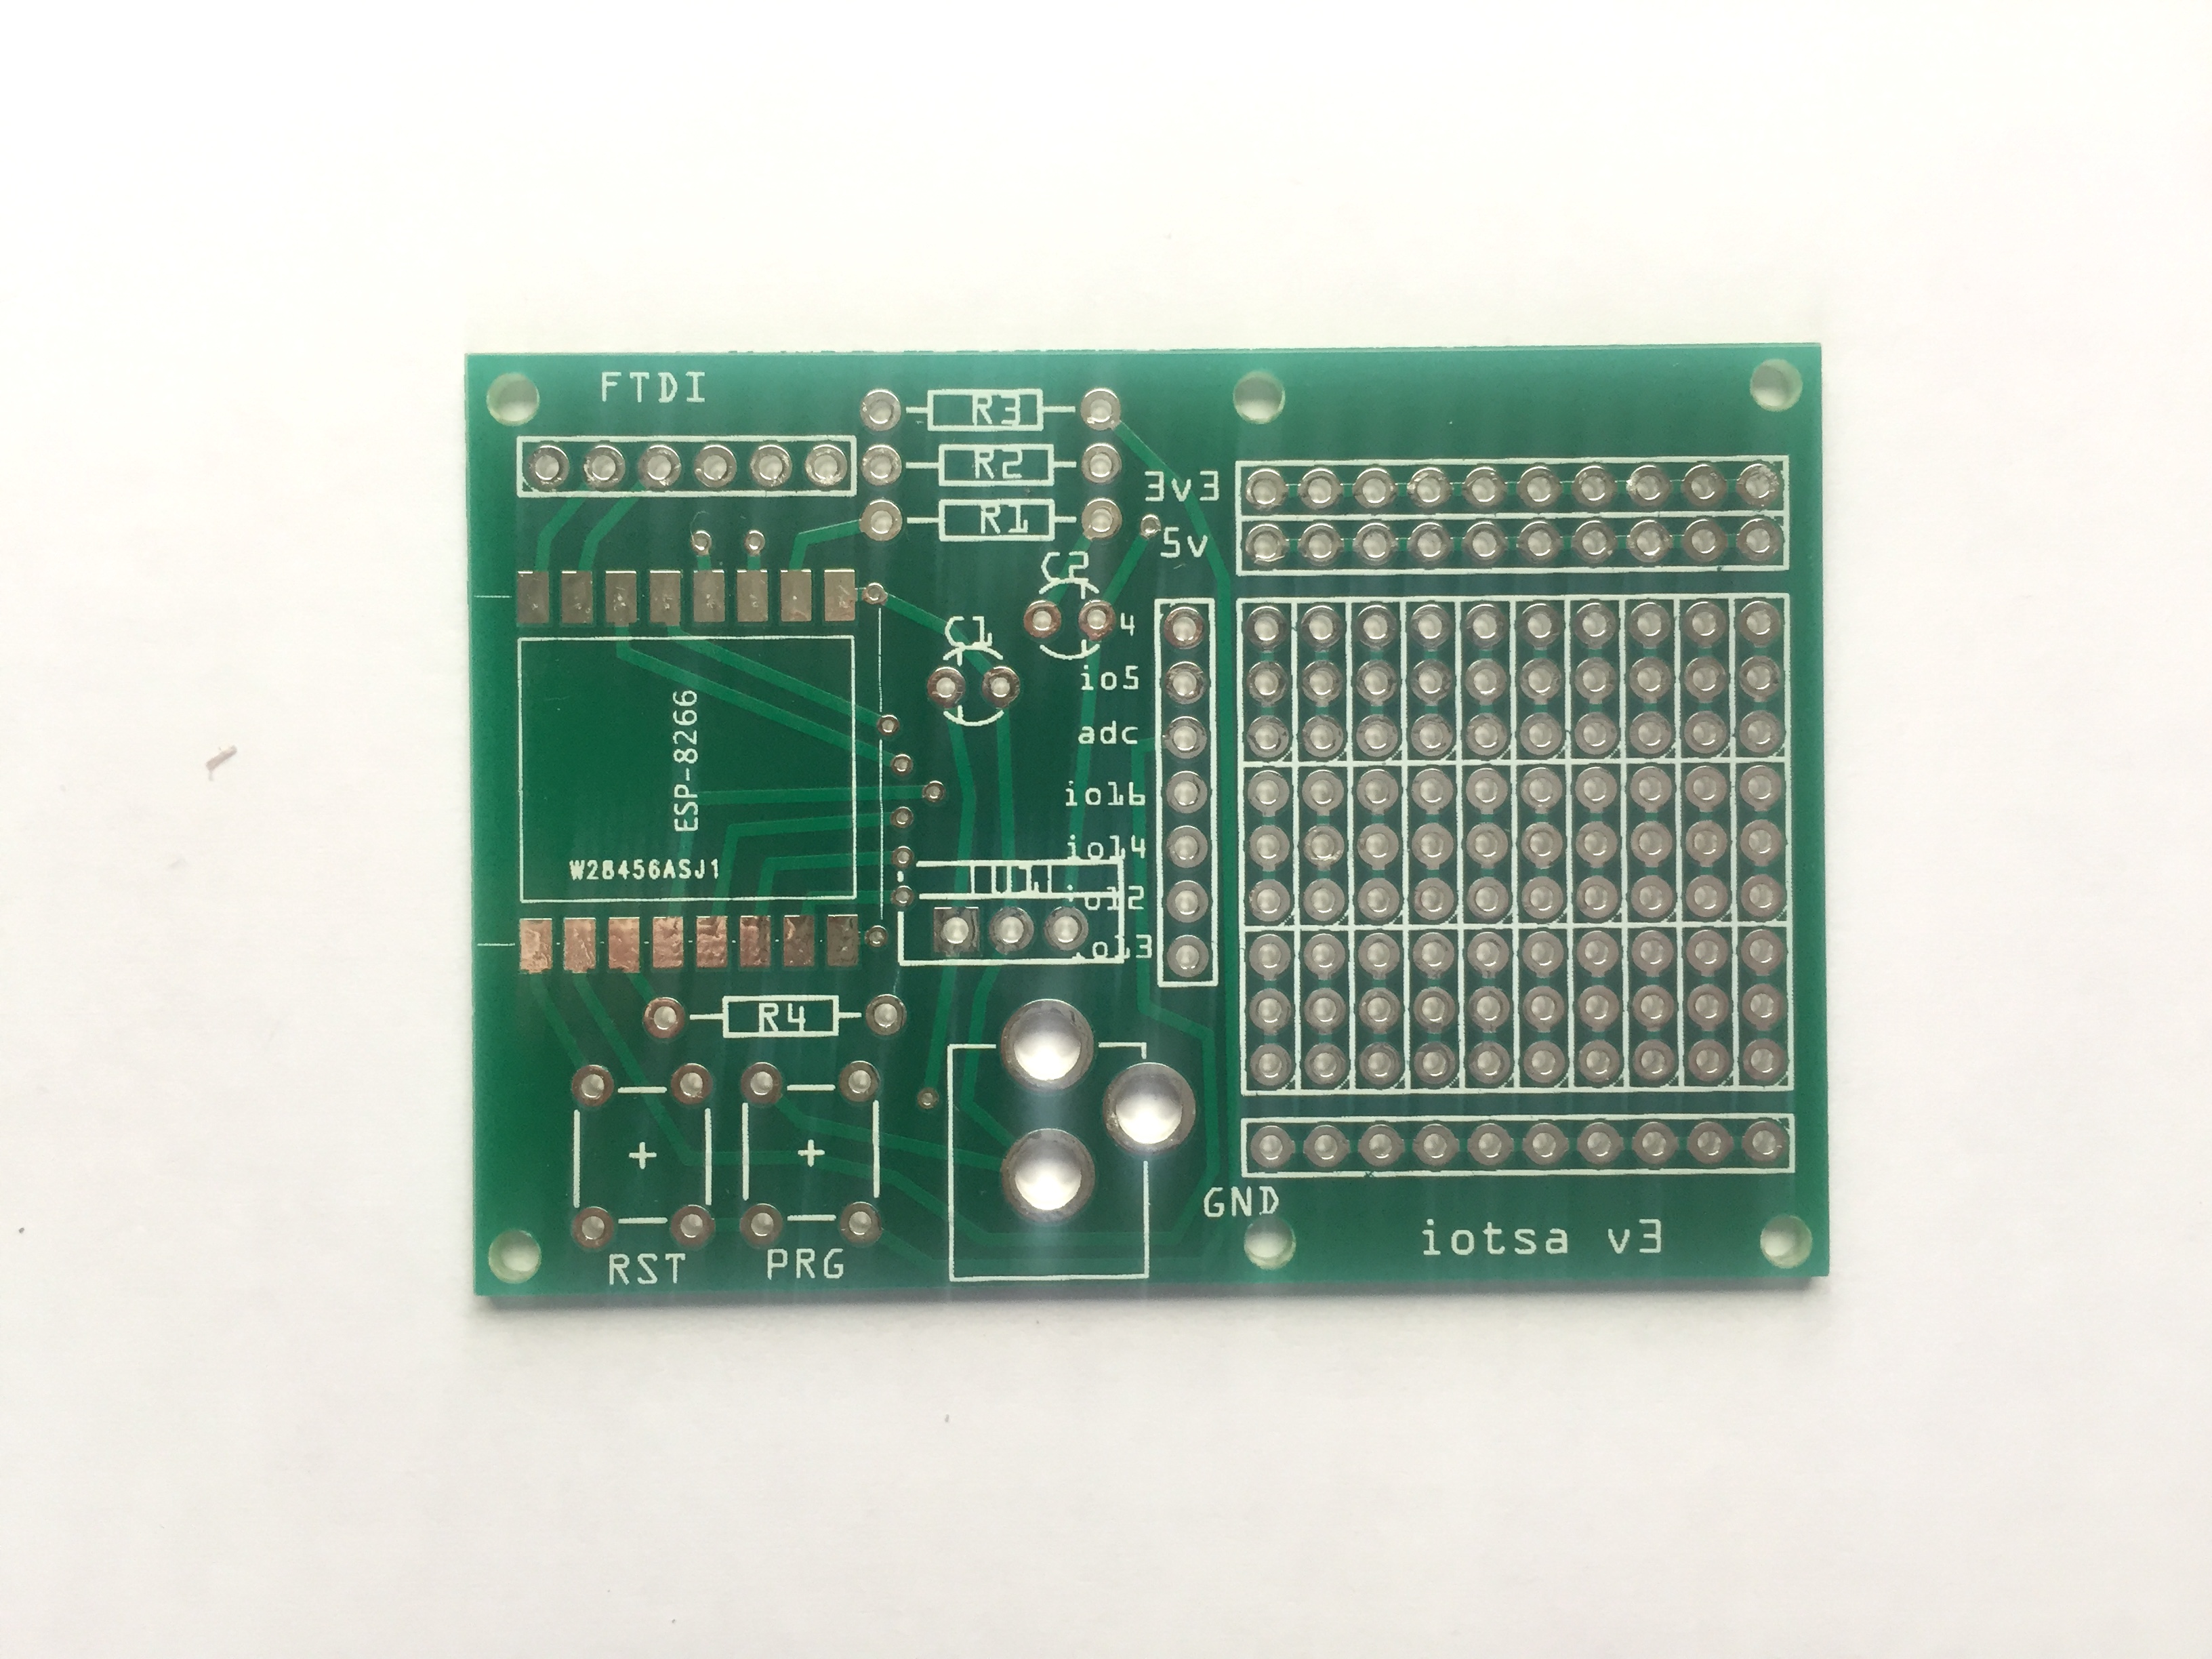 FTDI
R3
R2
R1
3v3
5v
C2
4
C1
io5
adc
ESP-8266
io16
io14
W28456ASJ1
U1
io12
io13
R4
GND
iotsa v3
RST
PRG